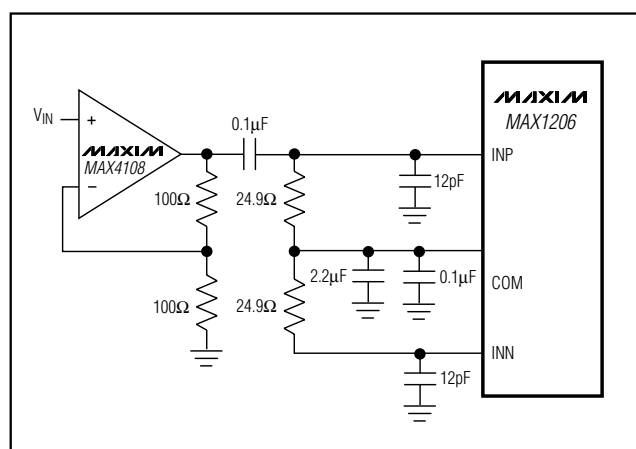 MAXIM
MAX1206
V_IN
+
MAXIM
MAX4108
−
0.1µF
INP
12pF
100Ω
24.9Ω
2.2µF
0.1µF
COM
100Ω
24.9Ω
INN
12pF